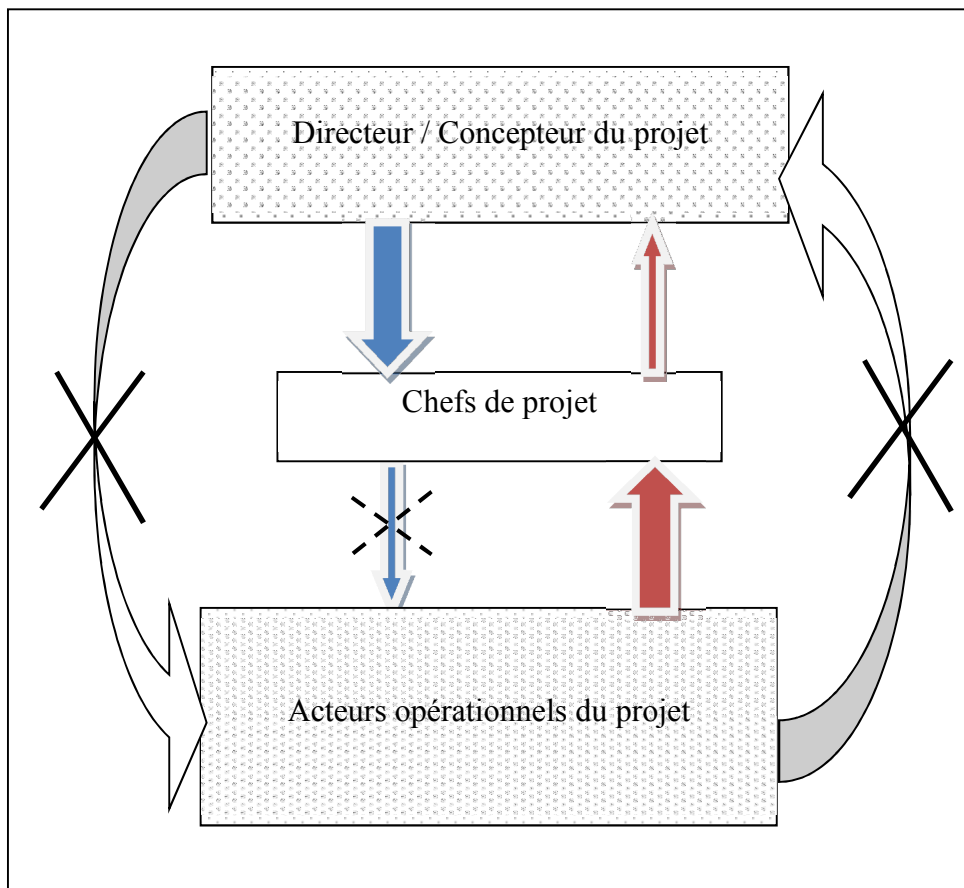 Directeur / Concepteur du projet
Chefs de projet
Acteurs opérationnels du projet